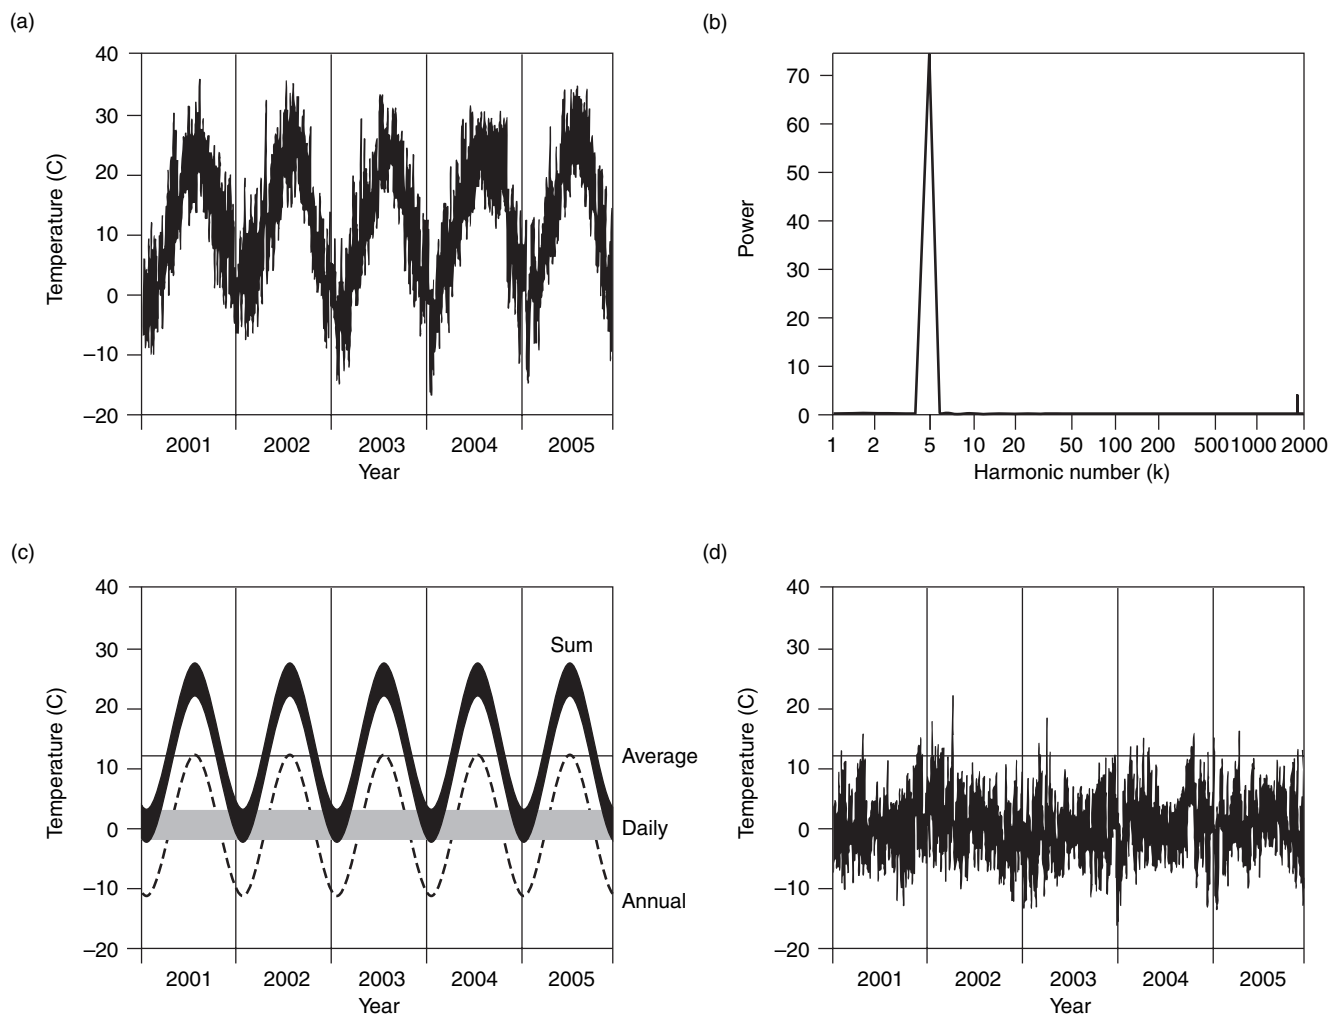 (a)
40
30
20
10
0
–10
–20
Temperature (C)
2001 2002 2003 2004 2005
Year
(b)
70
60
50
40
30
20
10
0
Power
1 2 5 10 20 50 100 200 500 1000 2000
Harmonic number (k)
(c)
40
30
20
10
0
–10
–20
Temperature (C)
Sum
Average
Daily
Annual
2001 2002 2003 2004 2005
Year
(d)
40
30
20
10
0
–10
–20
Temperature (C)
2001 2002 2003 2004 2005
Year